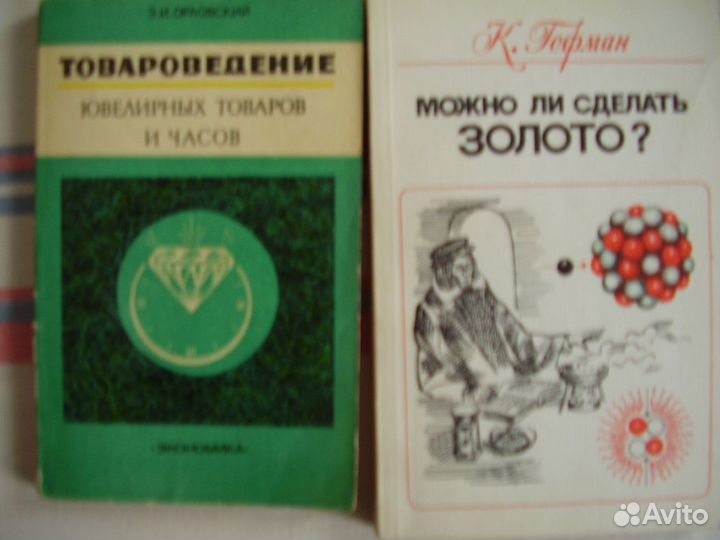 Э.И. ОРЛОВСКИЙ
ТОВАРОВЕДЕНИЕ
ЮВЕЛИРНЫХ ТОВАРОВ
И ЧАСОВ
«ЭКОНОМИКА»
К. Гофман
МОЖНО ЛИ СДЕЛАТЬ
ЗОЛОТО?
Avito